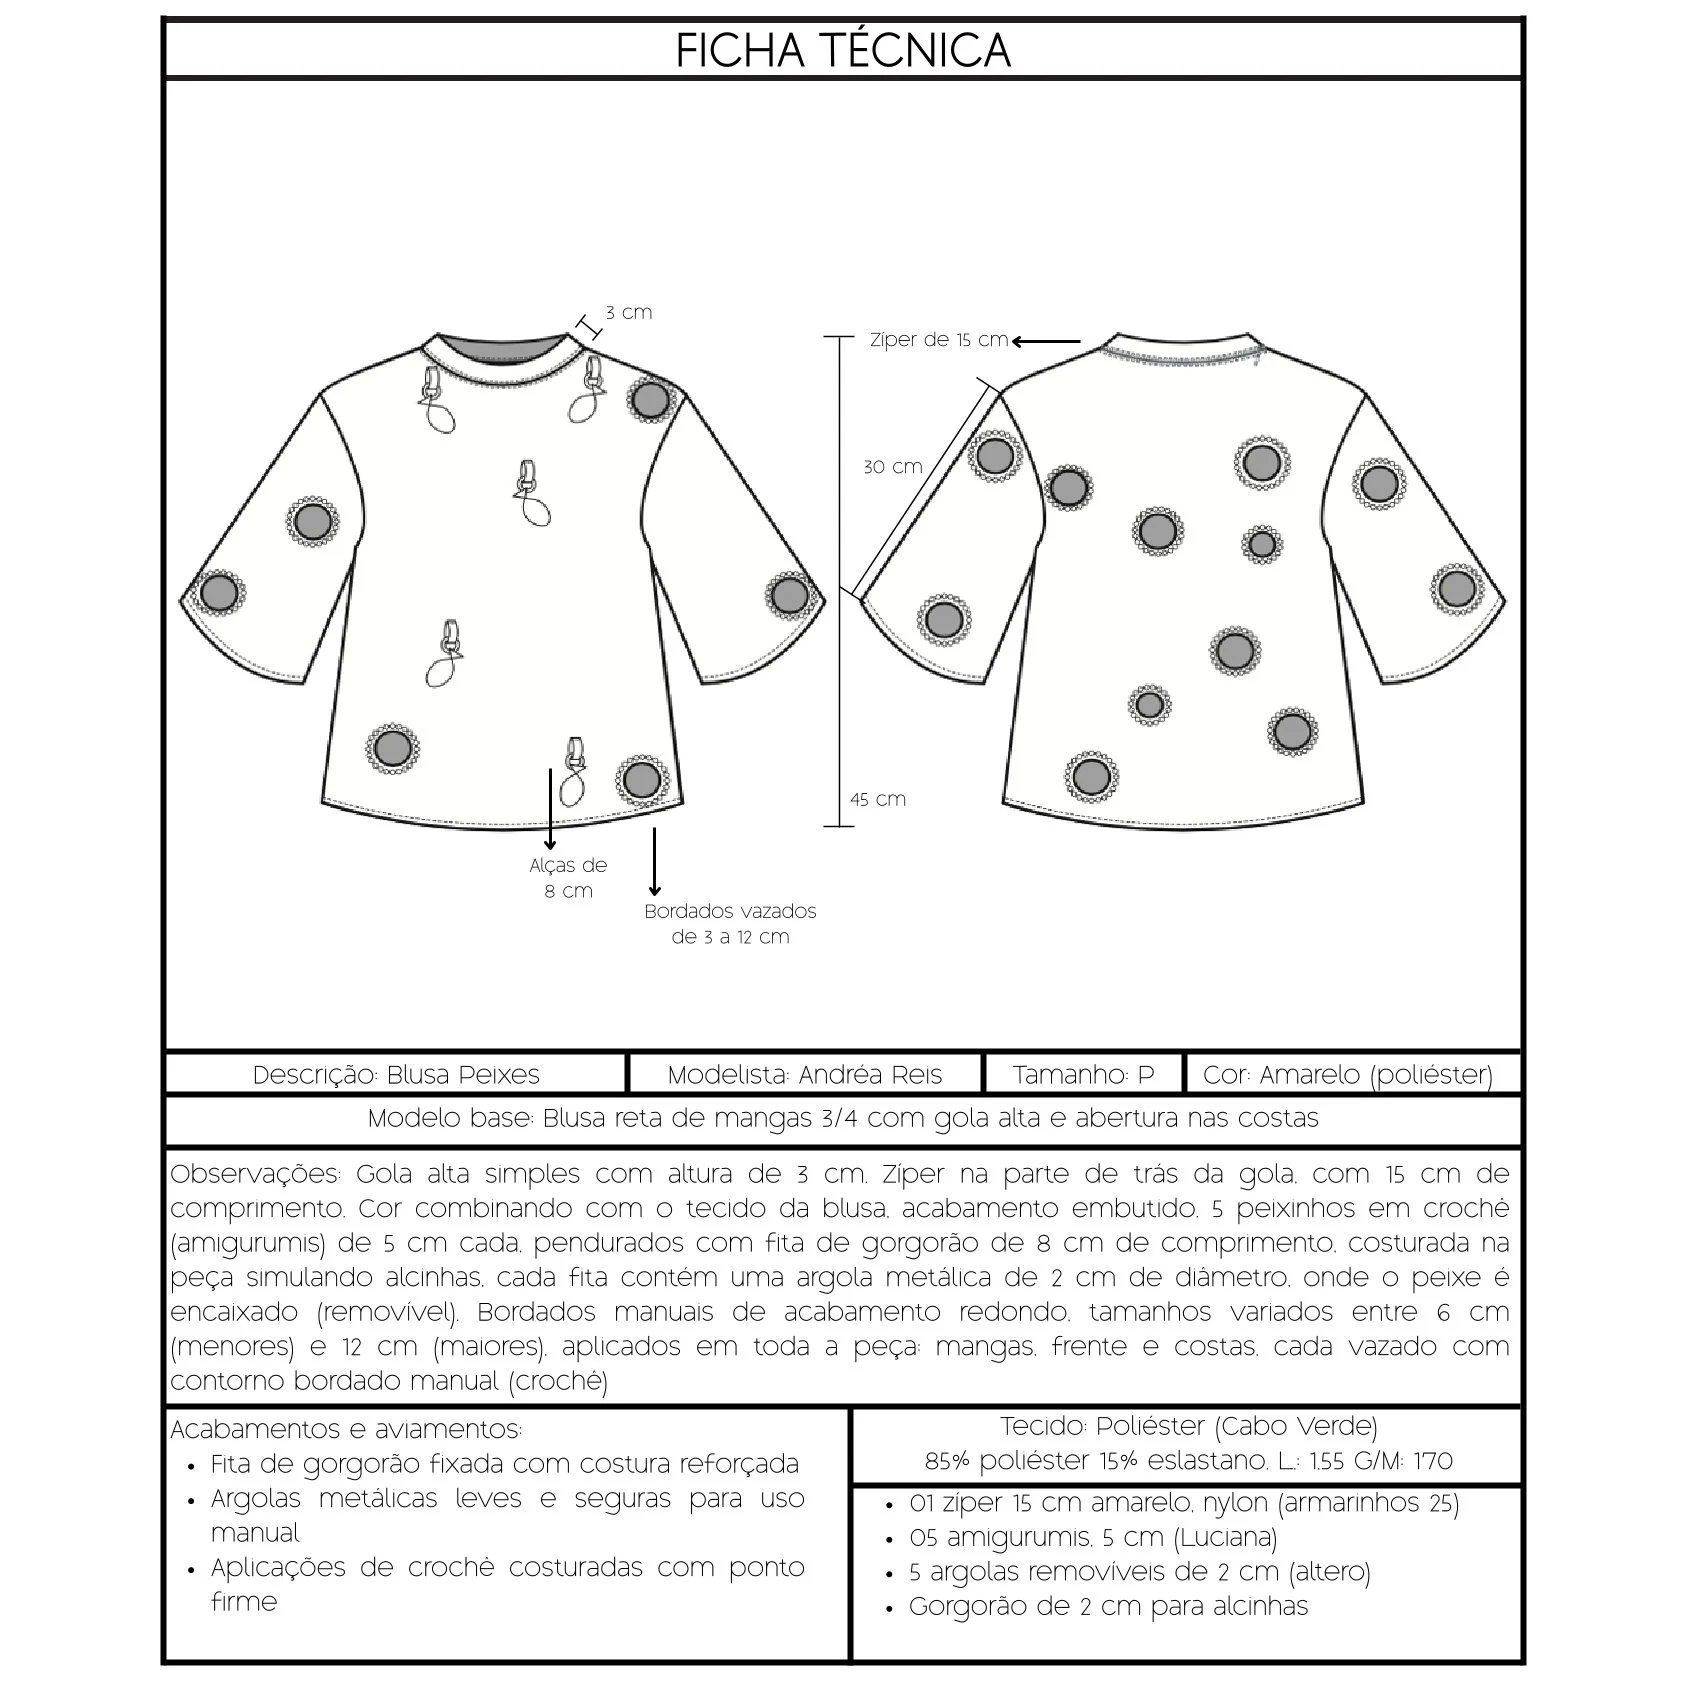 FICHA TÉCNICA
3 cm
Zíper de 15 cm
30 cm
45 cm
Alças de
8 cm
Bordados vazados
de 3 a 12 cm
Descrição: Blusa Peixes
Modelista: Andréa Reis
Tamanho: P
Cor: Amarelo (poliéster)
Modelo base: Blusa reta de mangas 3/4 com gola alta e abertura nas costas
Observações: Gola alta simples com altura de 3 cm. Zíper na parte de trás da gola, com 15 cm de
comprimento. Cor combinando com o tecido da blusa, acabamento embutido. 5 peixinhos em crochê
(amigurumis) de 5 cm cada, pendurados com fita de gorgorão de 8 cm de comprimento, costurada na
peça simulando alcinhas, cada fita contém uma argola metálica de 2 cm de diâmetro, onde o peixe é
encaixado (removível). Bordados manuais de acabamento redondo, tamanhos variados entre 6 cm
(menores) e 12 cm (maiores), aplicados em toda a peça: mangas, frente e costas, cada vazado com
contorno bordado manual (crochê)
Acabamentos e aviamentos:
• Fita de gorgorão fixada com costura reforçada
• Argolas metálicas leves e seguras para uso
manual
• Aplicações de crochê costuradas com ponto
firme
Tecido: Poliéster (Cabo Verde)
85% poliéster 15% eslastano. L.: 1.55 G/M: 170
• 01 zíper 15 cm amarelo, nylon (armarinhos 25)
• 05 amigurumis, 5 cm (Luciana)
• 5 argolas removíveis de 2 cm (altero)
• Gorgorão de 2 cm para alcinhas